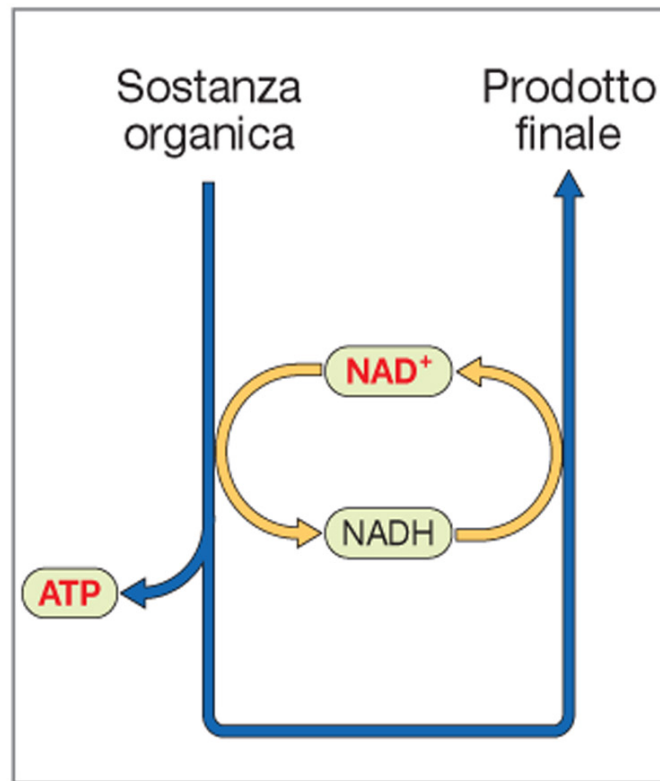 Sostanza
organica
Prodotto
finale
NAD⁺
NADH
ATP